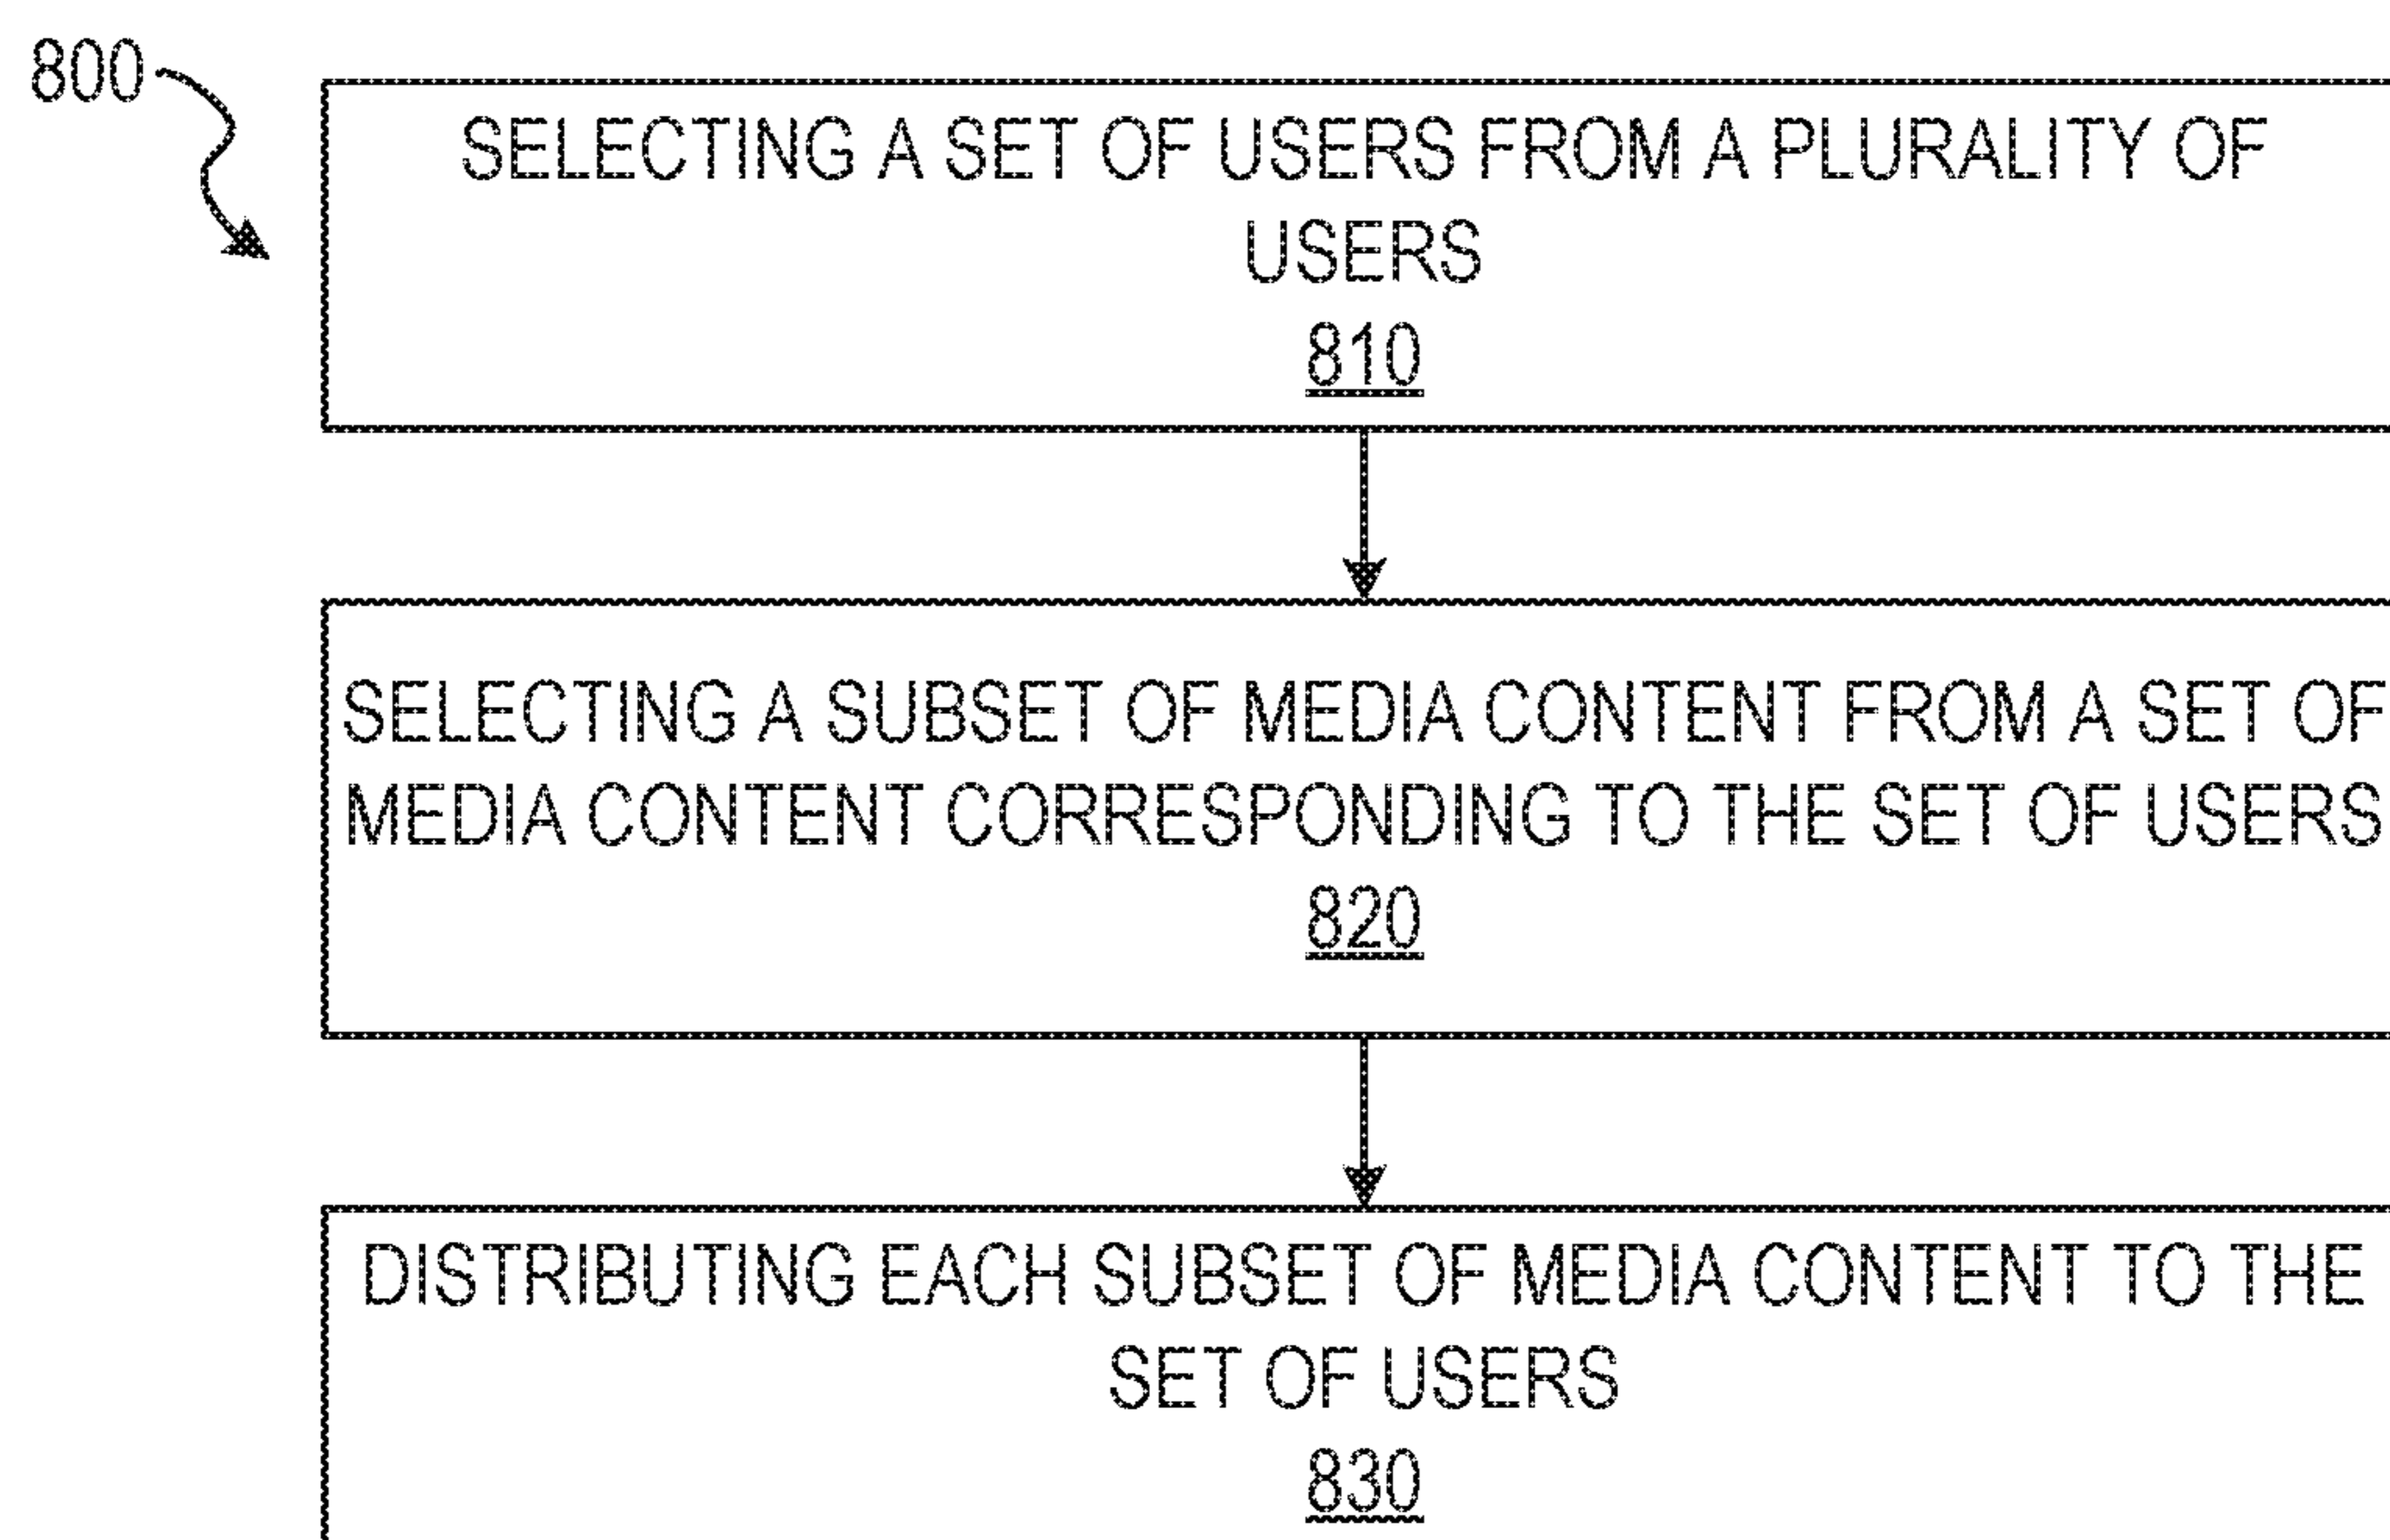 800
SELECTING A SET OF USERS FROM A PLURALITY OF
USERS
810
SELECTING A SUBSET OF MEDIA CONTENT FROM A SET OF
MEDIA CONTENT CORRESPONDING TO THE SET OF USERS
820
DISTRIBUTING EACH SUBSET OF MEDIA CONTENT TO THE
SET OF USERS
830